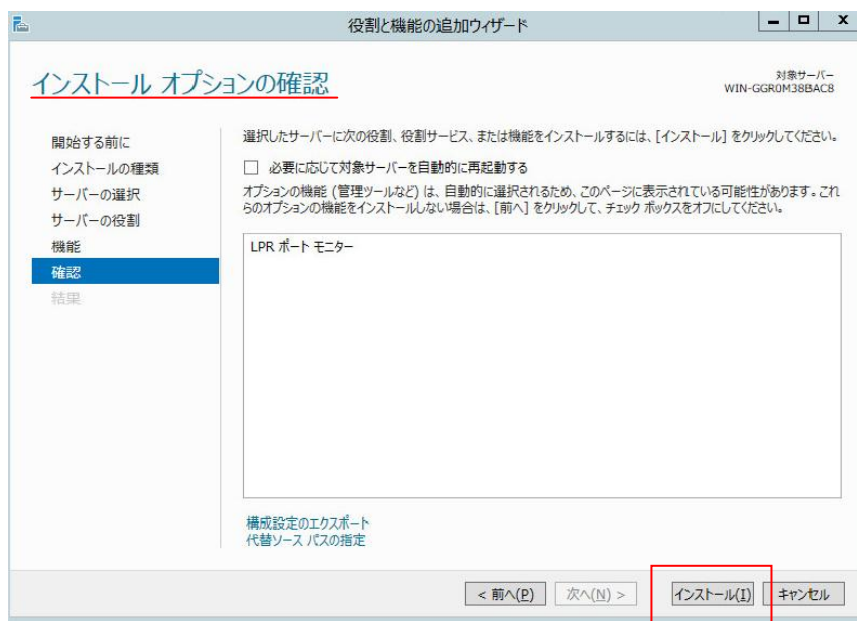 役割と機能の追加ウィザード
インストール オプションの確認
対象サーバー
WIN-GGR0M38BAC8
開始する前に
インストールの種類
サーバーの選択
サーバーの役割
機能
確認
結果
選択したサーバーに次の役割、役割サービス、または機能をインストールするには、[インストール] をクリックしてください。
必要に応じて対象サーバーを自動的に再起動する
オプションの機能 (管理ツールなど) は、自動的に選択されるため、このページに表示されている可能性があります。これ
らのオプションの機能をインストールしない場合は、[前へ] をクリックして、チェック ボックスをオフにしてください。
LPR ポート モニター
構成設定のエクスポート
代替ソース パスの指定
< 前へ(P)
次へ(N) >
インストール(I)
キャンセル